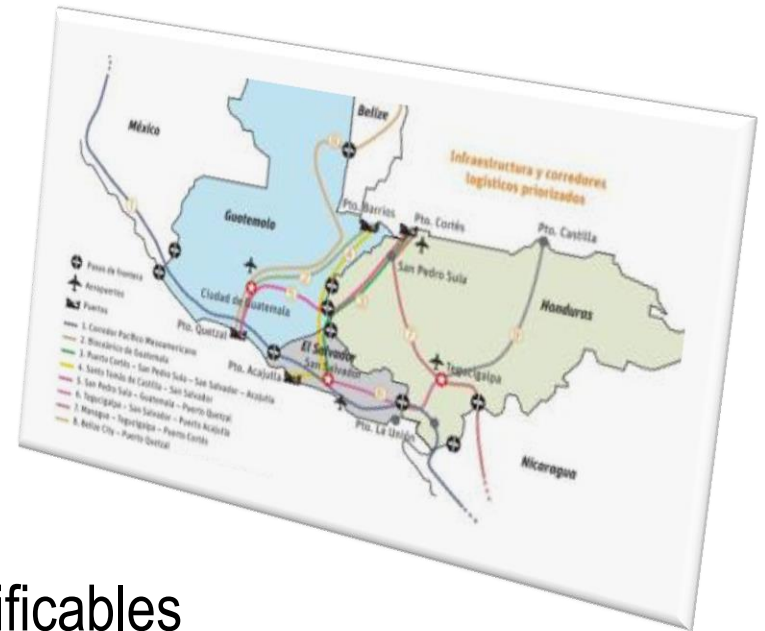 México
Belize
Guatemala
Infraestructura y corredores
logísticos priorizados
Pto. Barrios
Pto. Cortés
Pto. Castilla
San Pedro Sula
Honduras
Ciudad de Guatemala
Pto. Quetzal
El Salvador
San Salvador
Pto. Acajutla
Tegucigalpa
Pto. La Unión
Nicaragua
Pasos de frontera
Aeropuertos
Puertos
1. Corredor Pacífico Mesoamericano
2. Bioceánico de Guatemala
3. Puerto Cortés – San Pedro Sula – San Salvador – Acajutla
4. Santo Tomás de Castilla – San Salvador
5. San Pedro Sula – Guatemala – Puerto Quetzal
6. Tegucigalpa – San Salvador – Puerto Acajutla
7. Managua – Tegucigalpa – Puerto Cortés
8. Belize City – Puerto Quetzal
ificables